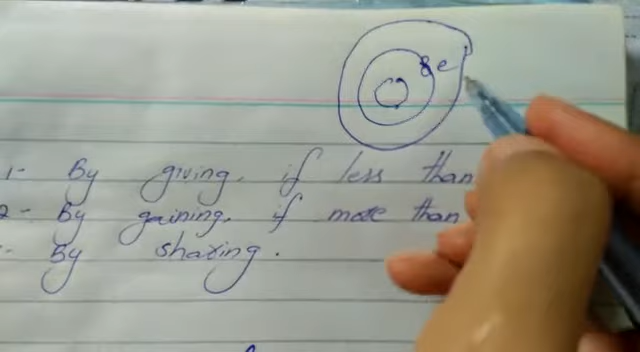 8e
1- By giving, if less than
2- By gaining, if more than
- By sharing.